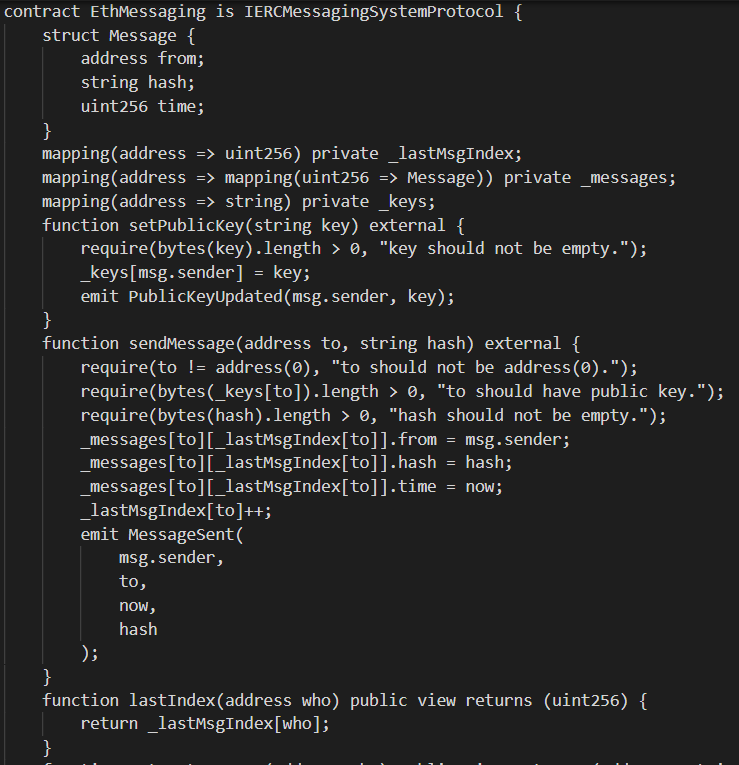 contract EthMessaging is IERCMessagingSystemProtocol {
struct Message {
address from;
string hash;
uint256 time;
}
mapping(address => uint256) private _lastMsgIndex;
mapping(address => mapping(uint256 => Message)) private _messages;
mapping(address => string) private _keys;
function setPublicKey(string key) external {
require(bytes(key).length > 0, "key should not be empty.");
_keys[msg.sender] = key;
emit PublicKeyUpdated(msg.sender, key);
}
function sendMessage(address to, string hash) external {
require(to != address(0), "to should not be address(0).");
require(bytes(_keys[to]).length > 0, "to should have public key.");
require(bytes(hash).length > 0, "hash should not be empty.");
_messages[to][_lastMsgIndex[to]].from = msg.sender;
_messages[to][_lastMsgIndex[to]].hash = hash;
_messages[to][_lastMsgIndex[to]].time = now;
_lastMsgIndex[to]++;
emit MessageSent(
msg.sender,
to,
now,
hash
);
}
function lastIndex(address who) public view returns (uint256) {
return _lastMsgIndex[who];
}